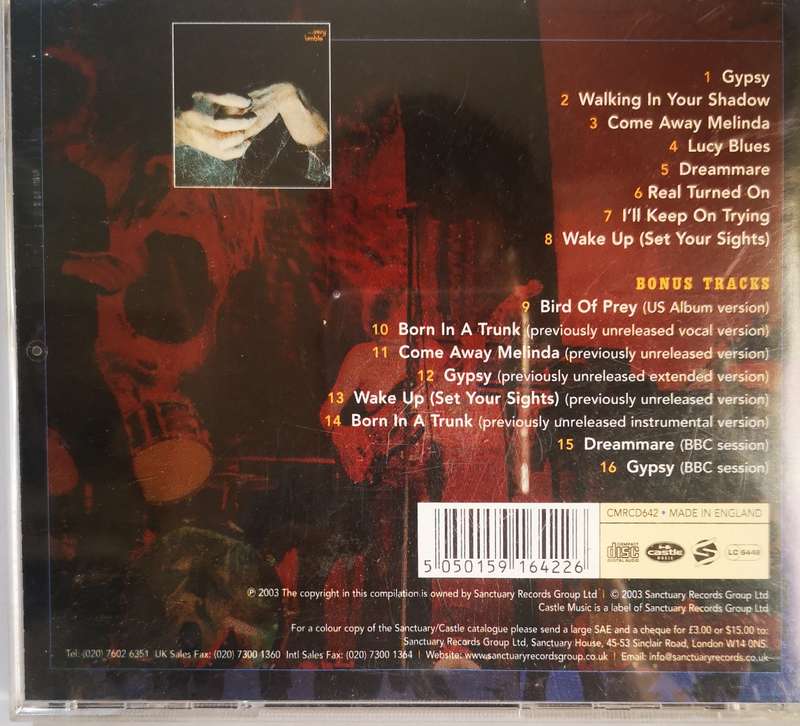 ...very
'umble
1 Gypsy
2 Walking In Your Shadow
3 Come Away Melinda
4 Lucy Blues
5 Dreammare
6 Real Turned On
7 I'll Keep On Trying
8 Wake Up (Set Your Sights)
BONUS TRACKS
9 Bird Of Prey (US Album version)
10 Born In A Trunk (previously unreleased vocal version)
11 Come Away Melinda (previously unreleased version)
12 Gypsy (previously unreleased extended version)
13 Wake Up (Set Your Sights) (previously unreleased version)
14 Born In A Trunk (previously unreleased instrumental version)
15 Dreammare (BBC session)
16 Gypsy (BBC session)
CMRCD642 • MADE IN ENGLAND
COMPACT disc DIGITAL AUDIO castle MUSIC LC 6448
5 050159 164226
℗ 2003 The copyright in this compilation is owned by Sanctuary Records Group Ltd | © 2003 Sanctuary Records Group Ltd
Castle Music is a label of Sanctuary Records Group Ltd
For a colour copy of the Sanctuary/Castle catalogue please send a large SAE and a cheque for £3.00 or $15.00 to:
Sanctuary Records Group Ltd, Sanctuary House, 45-53 Sinclair Road, London W14 0NS.
Tel: (020) 7602 6351 UK Sales Fax: (020) 7300 1360 Intl Sales Fax: (020) 7300 1364 | Website: www.sanctuaryrecordsgroup.co.uk | Email: info@sanctuaryrecords.co.uk